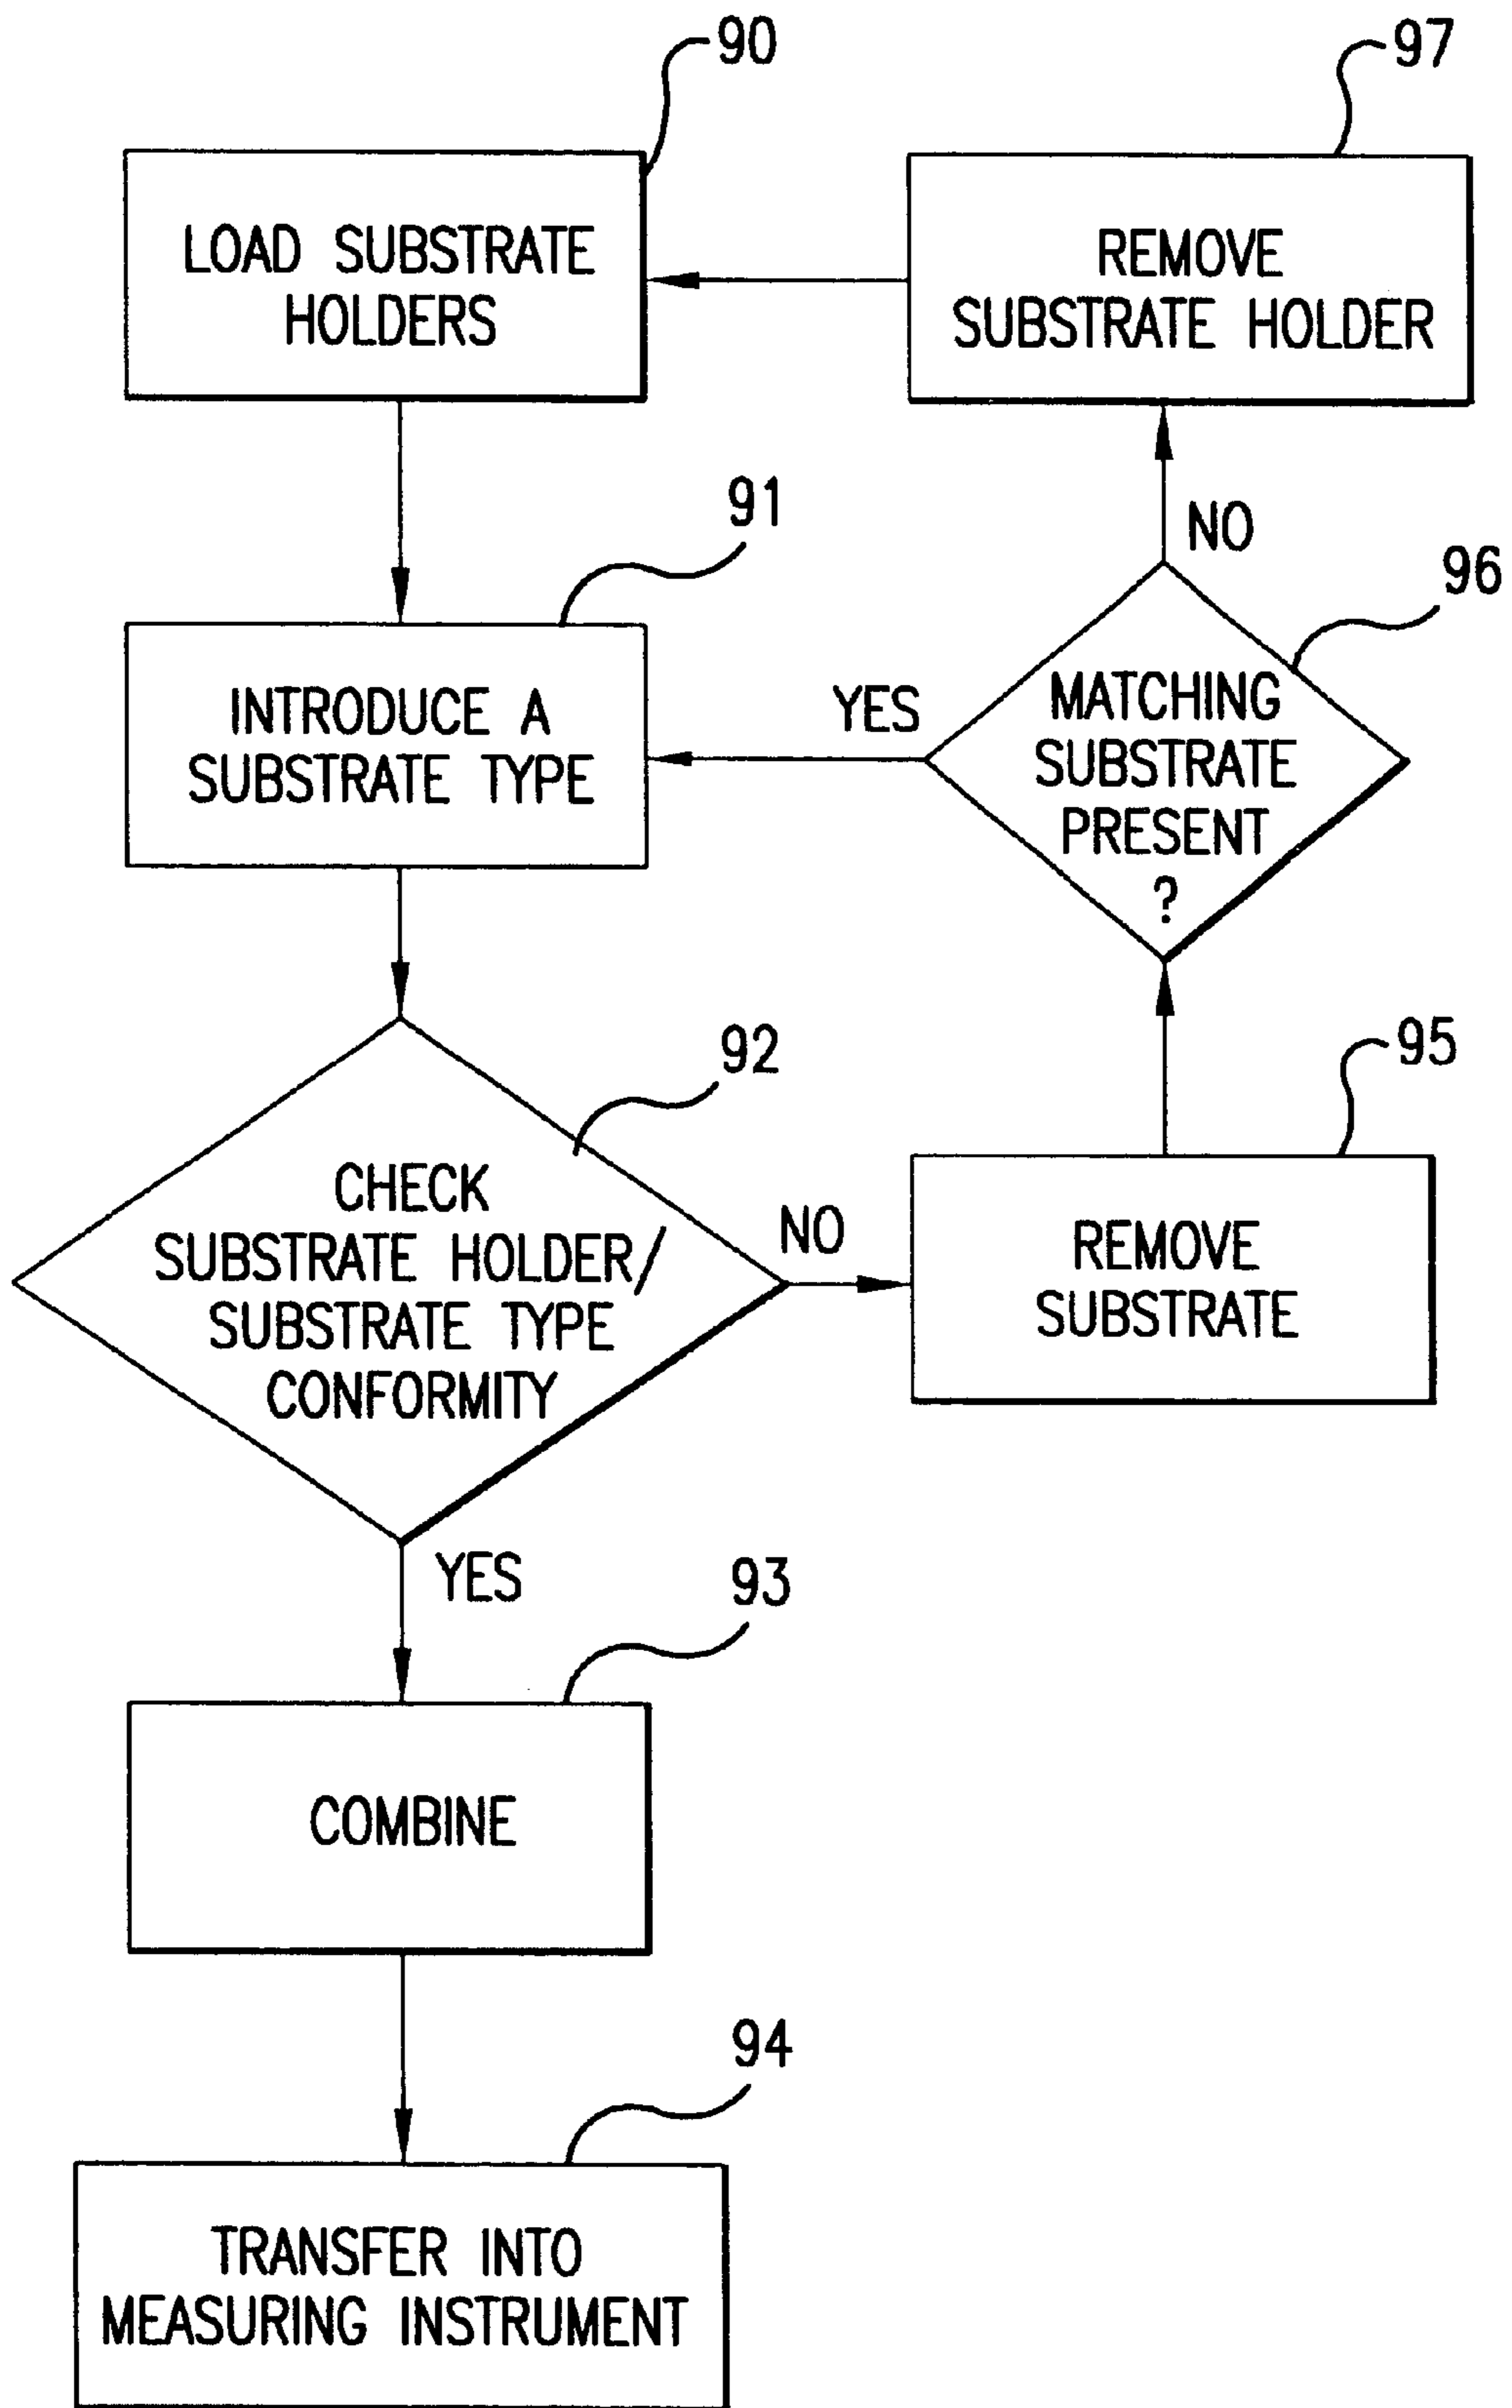 90
LOAD SUBSTRATE
HOLDERS
97
REMOVE
SUBSTRATE HOLDER
91
INTRODUCE A
SUBSTRATE TYPE
YES
NO
96
MATCHING
SUBSTRATE
PRESENT
?
92
CHECK
SUBSTRATE HOLDER/
SUBSTRATE TYPE
CONFORMITY
NO
95
REMOVE
SUBSTRATE
YES
93
COMBINE
94
TRANSFER INTO
MEASURING INSTRUMENT